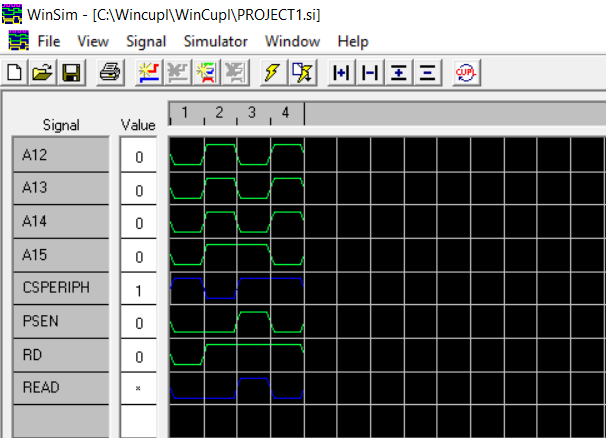 WinSim - [C:\Wincupl\WinCupl\PROJECT1.si]
File View Signal Simulator Window Help
CUPL
1 2 3 4
Signal Value
A12 0
A13 0
A14 0
A15 0
CSPERIPH 1
PSEN 0
RD 0
READ *